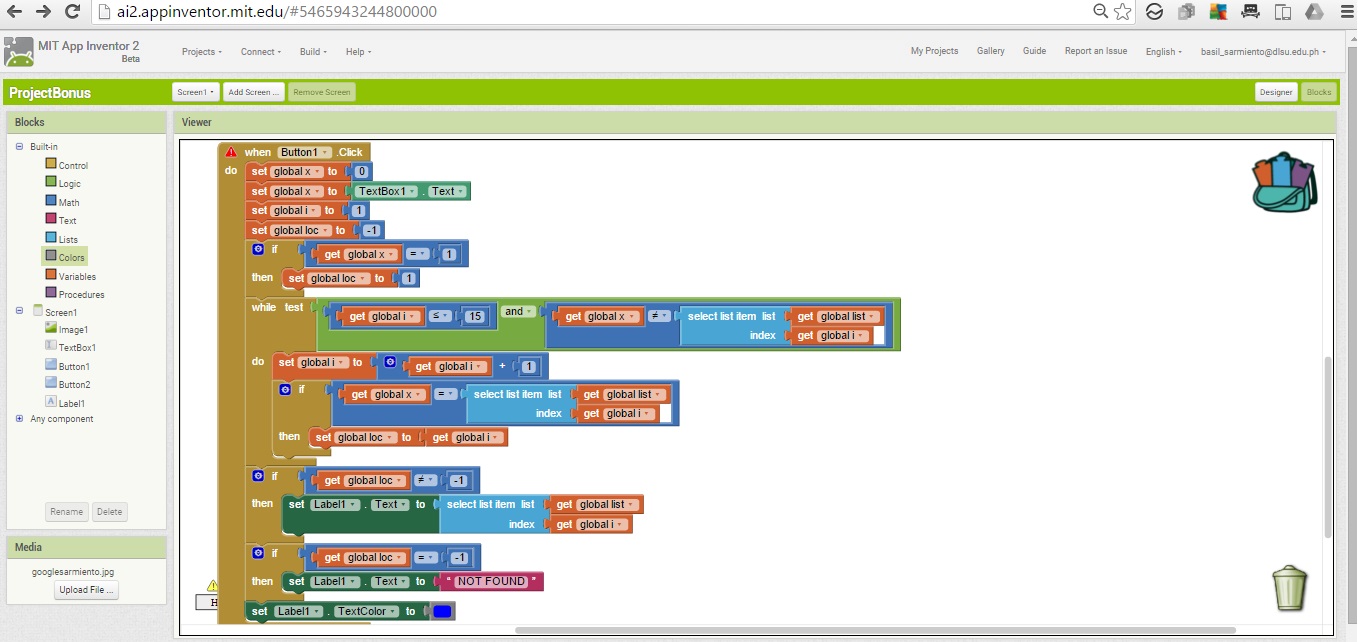 ai2.appinventor.mit.edu/#5465943244800000
MIT App Inventor 2
Beta
Projects Connect Build Help
My Projects Gallery Guide Report an Issue English basil_sarmiento@dlsu.edu.ph
ProjectBonus
Screen1 Add Screen ... Remove Screen
Designer Blocks
Blocks
Built-in
Control
Logic
Math
Text
Lists
Colors
Variables
Procedures
Screen1
Image1
TextBox1
Button1
Button2
Label1
Any component
Rename Delete
Media
googlesarmiento.jpg
Upload File ...
Viewer
when Button1 .Click
do set global x to 0
set global x to TextBox1 . Text
set global i to 1
set global loc to -1
if get global x = 1
then set global loc to 1
while test get global i ≤ 15 and get global x ≠ select list item list get global list
index get global i
do set global i to get global i + 1
if get global x = select list item list get global list
index get global i
then set global loc to get global i
if get global loc ≠ -1
then set Label1 . Text to select list item list get global list
index get global i
if get global loc = -1
then set Label1 . Text to " NOT FOUND "
set Label1 . TextColor to
H